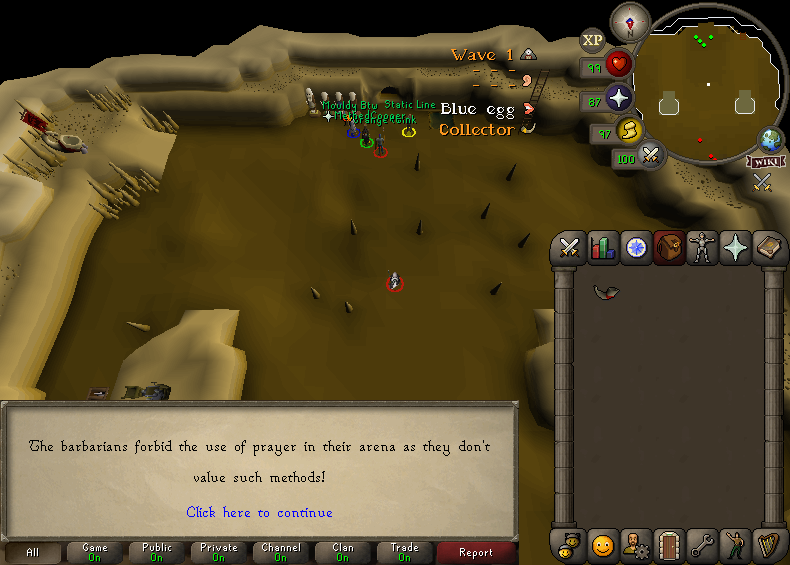 Wave 1
- - -
- - -
Blue egg
Collector
XP
99
87
97
100
WIKI
Mouldy Btw
Static Line
The barbarians forbid the use of prayer in their arena as they don't
value such methods!
Click here to continue
All
Game
On
Public
On
Private
On
Channel
On
Clan
On
Trade
On
Report